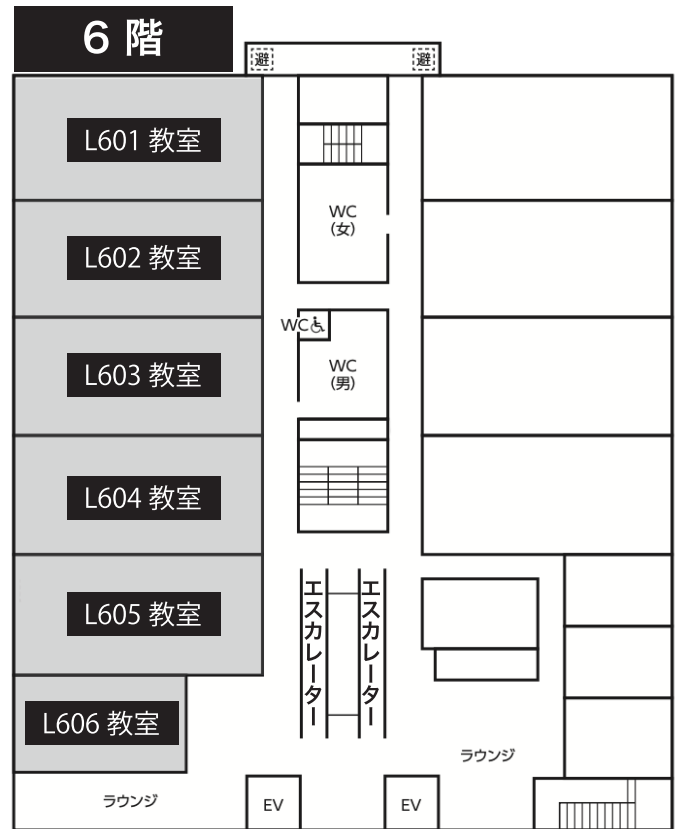 6 階
避
避
L601 教室
L602 教室
WC
(女)
L603 教室
WC
WC
(男)
L604 教室
L605 教室
エスカレーター
エスカレーター
L606 教室
ラウンジ
ラウンジ
EV
EV